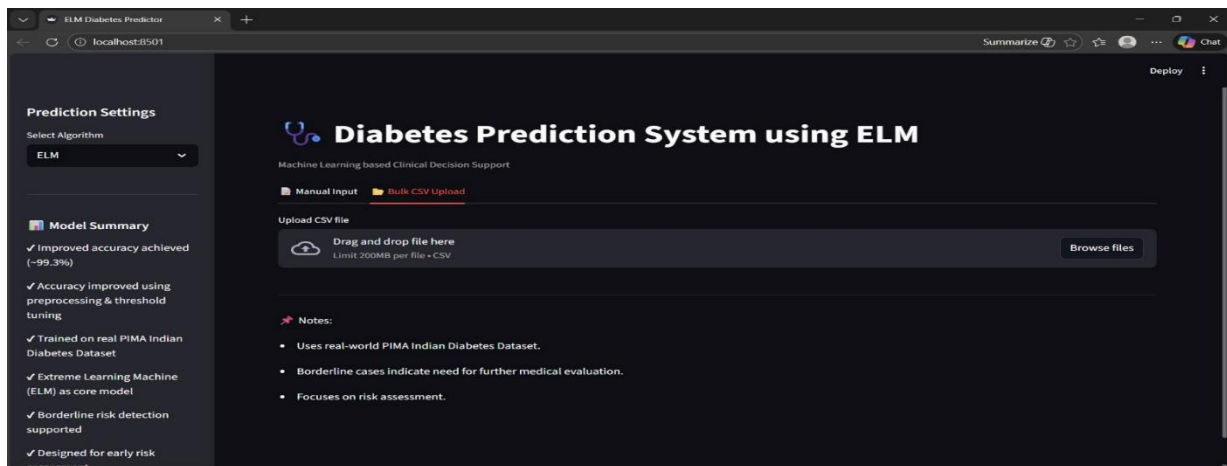 ELM Diabetes Predictor
localhost:8501
Summarize
Chat
Deploy
Prediction Settings
Select Algorithm
ELM
Model Summary
✓ Improved accuracy achieved
(~99.3%)
✓ Accuracy improved using
preprocessing & threshold
tuning
✓ Trained on real PIMA Indian
Diabetes Dataset
✓ Extreme Learning Machine
(ELM) as core model
✓ Borderline risk detection
supported
✓ Designed for early risk
Diabetes Prediction System using ELM
Machine Learning based Clinical Decision Support
Manual Input Bulk CSV Upload
Upload CSV file
Drag and drop file here
Limit 200MB per file • CSV
Browse files
Notes:
• Uses real-world PIMA Indian Diabetes Dataset.
• Borderline cases indicate need for further medical evaluation.
• Focuses on risk assessment.